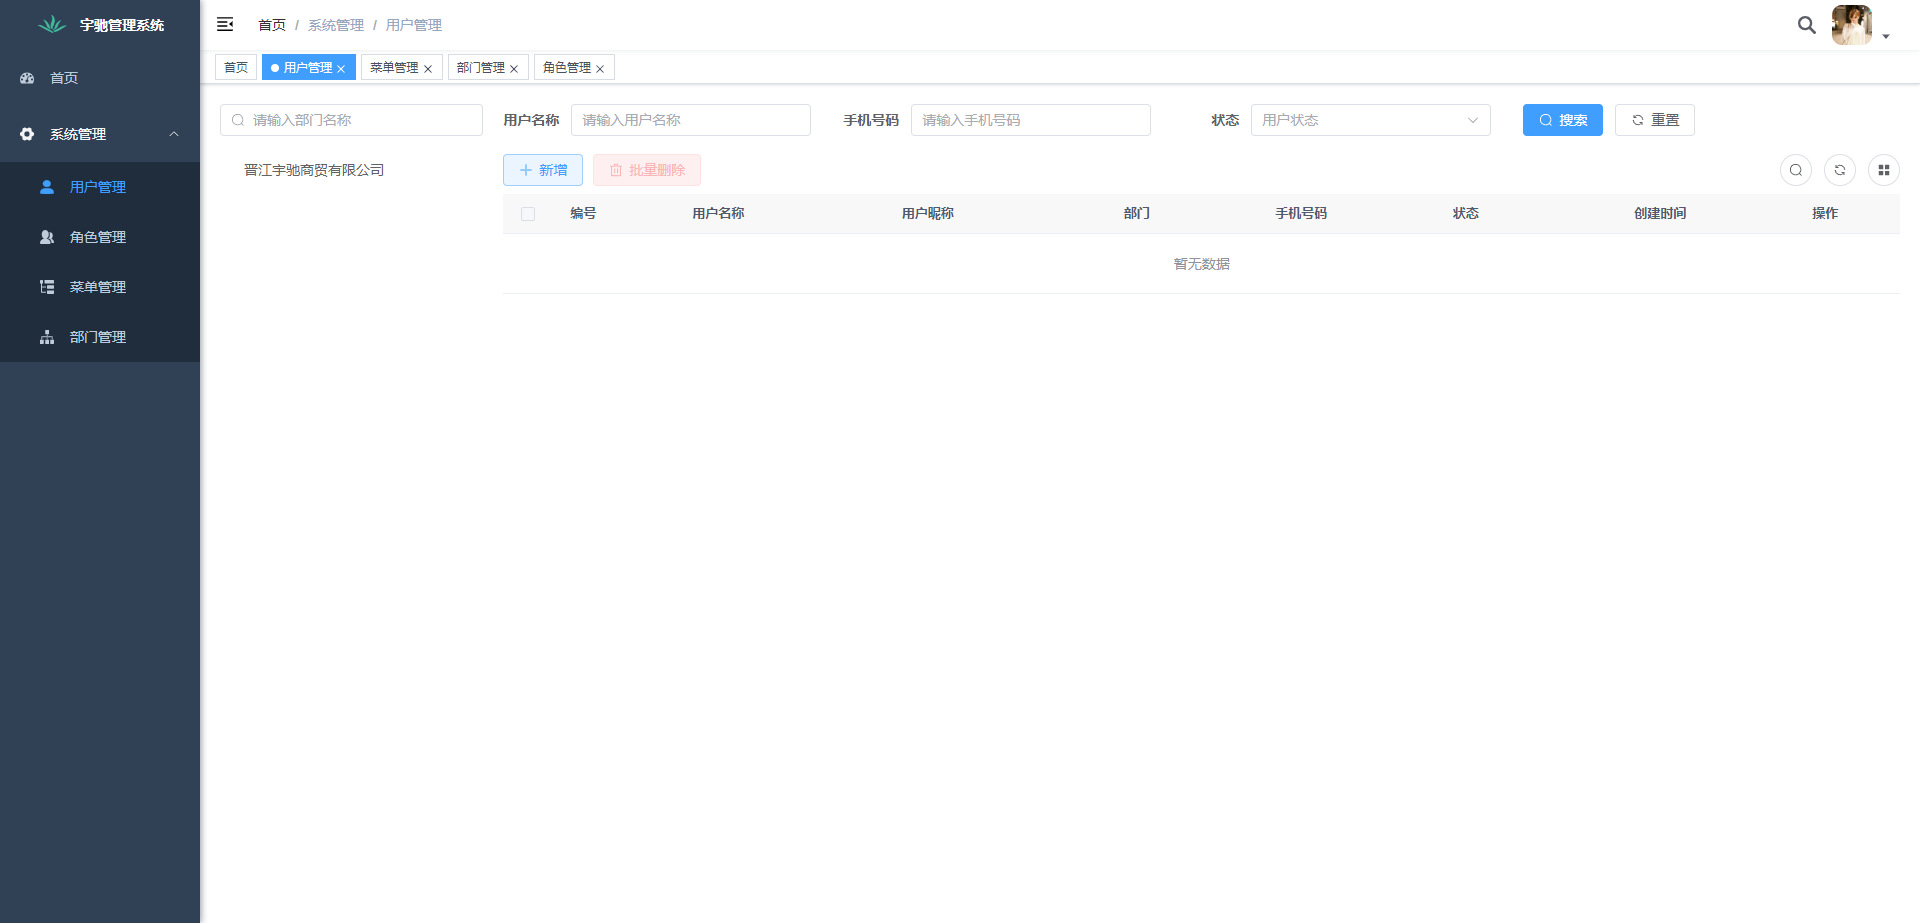 宇驰管理系统
首页
系统管理
用户管理
角色管理
菜单管理
部门管理
首页 / 系统管理 / 用户管理
首页 用户管理 菜单管理 部门管理 角色管理
请输入部门名称 用户名称 请输入用户名称 手机号码 请输入手机号码 状态 用户状态 搜索 重置
晋江宇驰商贸有限公司 新增 批量删除
编号 用户名称 用户昵称 部门 手机号码 状态 创建时间 操作
暂无数据